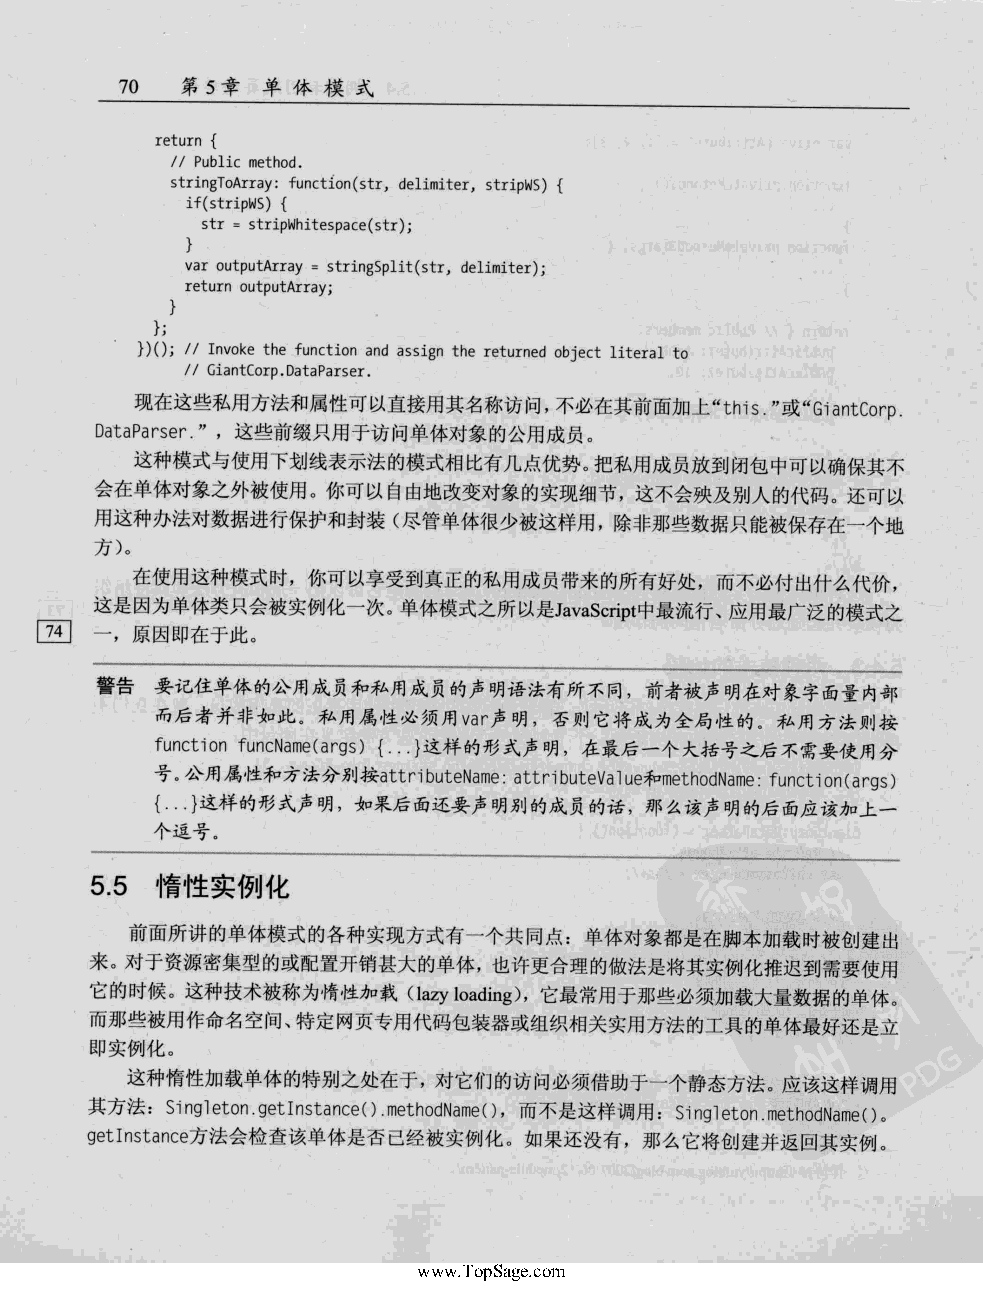 70 第5章 单体模式
return {
// Public method.
stringToArray: function(str, delimiter, stripWS) {
if(stripWS) {
str = stripWhitespace(str);
}
var outputArray = stringSplit(str, delimiter);
return outputArray;
}
};
})(); // Invoke the function and assign the returned object literal to
// GiantCorp.DataParser.
现在这些私用方法和属性可以直接用其名称访问，不必在其前面加上“this.”或“GiantCorp.
DataParser.”，这些前缀只用于访问单体对象的公用成员。
这种模式与使用下划线表示法的模式相比有几点优势。把私用成员放到闭包中可以确保其不
会在单体对象之外被使用。你可以自由地改变对象的实现细节，这不会殃及别人的代码。还可以
用这种办法对数据进行保护和封装（尽管单体很少被这样用，除非那些数据只能被保存在一个地
方）。
在使用这种模式时，你可以享受到真正的私用成员带来的所有好处，而不必付出什么代价，
这是因为单体类只会被实例化一次。单体模式之所以是JavaScript中最流行、应用最广泛的模式之
74 一，原因即在于此。
警告 要记住单体的公用成员和私用成员的声明语法有所不同，前者被声明在对象字面量内部
而后者并非如此。私用属性必须用var声明，否则它将成为全局性的。私用方法则按
function funcName(args) {...}这样的形式声明，在最后一个大括号之后不需要使用分
号。公用属性和方法分别按attributeName: attributeValue和methodName: function(args)
{...}这样的形式声明，如果后面还要声明别的成员的话，那么该声明的后面应该加上一
个逗号。
5.5 惰性实例化
前面所讲的单体模式的各种实现方式有一个共同点：单体对象都是在脚本加载时被创建出
来。对于资源密集型的或配置开销甚大的单体，也许更合理的做法是将其实例化推迟到需要使用
它的时候。这种技术被称为惰性加载（lazy loading），它最常用于那些必须加载大量数据的单体。
而那些被用作命名空间、特定网页专用代码包装器或组织相关实用方法的工具的单体最好还是立
即实例化。
这种惰性加载单体的特别之处在于，对它们的访问必须借助于一个静态方法。应该这样调用
其方法：Singleton.getInstance().methodName()，而不是这样调用：Singleton.methodName()。
getInstance方法会检查该单体是否已经被实例化。如果还没有，那么它将创建并返回其实例。
PDG
www.TopSage.com